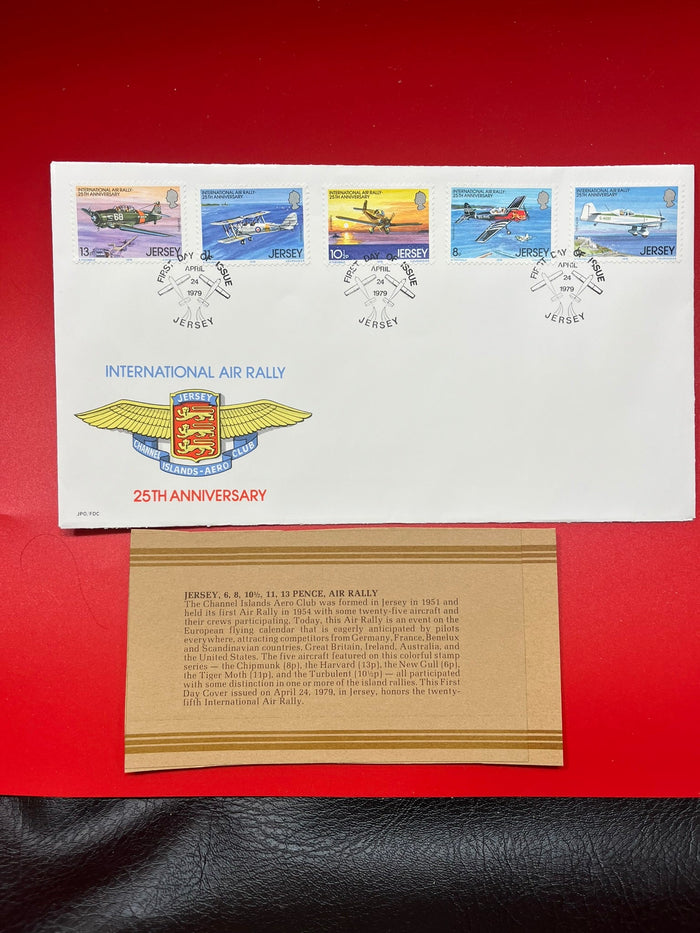 INTERNATIONAL AIR RALLY·
25TH ANNIVERSARY
68
13 JERSEY
INTERNATIONAL AIR RALLY·
25TH ANNIVERSARY
JERSEY
INTERNATIONAL AIR RALLY·
25TH ANNIVERSARY
10½p JERSEY
INTERNATIONAL AIR RALLY·
25TH ANNIVERSARY
8p JERSEY
INTERNATIONAL AIR RALLY·
25TH ANNIVERSARY
JERSEY
FIRST DAY OF ISSUE
APRIL
24
1979
JERSEY
FIRST DAY OF ISSUE
APRIL
24
1979
JERSEY
FIRST DAY OF ISSUE
APRIL
24
1979
JERSEY
INTERNATIONAL AIR RALLY
JERSEY
CHANNEL ISLANDS-AERO CLUB
25TH ANNIVERSARY
JPO/FDC
JERSEY, 6, 8, 10½, 11, 13 PENCE, AIR RALLY
The Channel Islands Aero Club was formed in Jersey in 1951 and
held its first Air Rally in 1954 with some twenty-five aircraft and
their crews participating. Today, this Air Rally is an event on the
European flying calendar that is eagerly anticipated by pilots
everywhere, attracting competitors from Germany, France, Benelux
and Scandinavian countries, Great Britain, Ireland, Australia, and
the United States. The five aircraft featured on this colorful stamp
series — the Chipmunk (8p), the Harvard (13p), the New Gull (6p),
the Tiger Moth (11p), and the Turbulent (10½p) — all participated
with some distinction in one or more of the island rallies. This First
Day Cover issued on April 24, 1979, in Jersey, honors the twenty-
fifth International Air Rally.